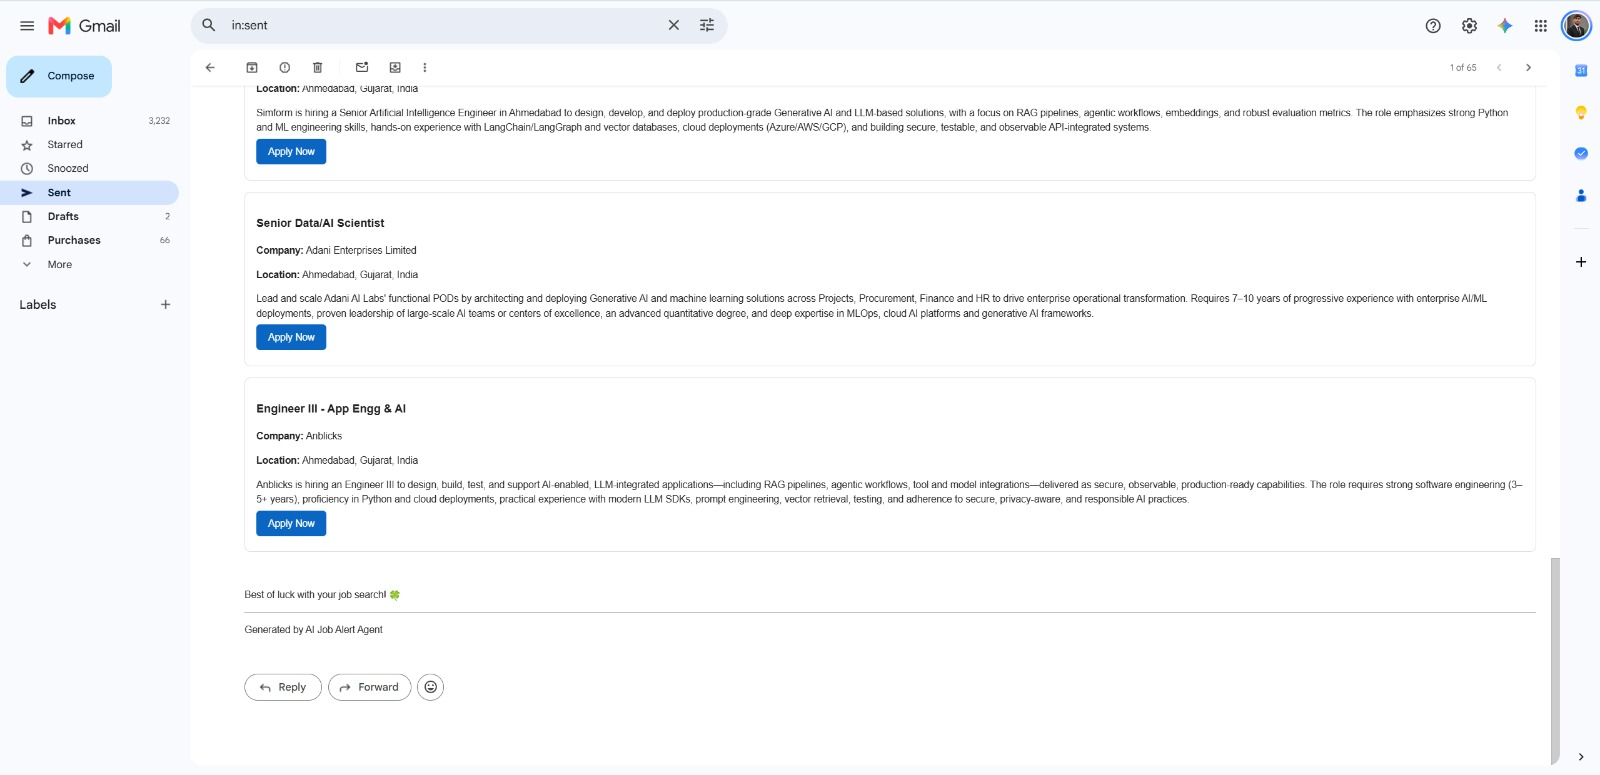 Gmail
in:sent
Compose
1 of 65
Inbox 3,232
Starred
Snoozed
Sent
Drafts 2
Purchases 66
More
Labels
Location: Ahmedabad, Gujarat, India
Simform is hiring a Senior Artificial Intelligence Engineer in Ahmedabad to design, develop, and deploy production-grade Generative AI and LLM-based solutions, with a focus on RAG pipelines, agentic workflows, embeddings, and robust evaluation metrics. The role emphasizes strong Python
and ML engineering skills, hands-on experience with LangChain/LangGraph and vector databases, cloud deployments (Azure/AWS/GCP), and building secure, testable, and observable API-integrated systems.
Apply Now
Senior Data/AI Scientist
Company: Adani Enterprises Limited
Location: Ahmedabad, Gujarat, India
Lead and scale Adani AI Labs' functional PODs by architecting and deploying Generative AI and machine learning solutions across Projects, Procurement, Finance and HR to drive enterprise operational transformation. Requires 7–10 years of progressive experience with enterprise AI/ML
deployments, proven leadership of large-scale AI teams or centers of excellence, an advanced quantitative degree, and deep expertise in MLOps, cloud AI platforms and generative AI frameworks.
Apply Now
Engineer III - App Engg & AI
Company: Anblicks
Location: Ahmedabad, Gujarat, India
Anblicks is hiring an Engineer III to design, build, test, and support AI-enabled, LLM-integrated applications—including RAG pipelines, agentic workflows, tool and model integrations—delivered as secure, observable, production-ready capabilities. The role requires strong software engineering (3–
5+ years), proficiency in Python and cloud deployments, practical experience with modern LLM SDKs, prompt engineering, vector retrieval, testing, and adherence to secure, privacy-aware, and responsible AI practices.
Apply Now
Best of luck with your job search! 🍀
Generated by AI Job Alert Agent
Reply
Forward
31